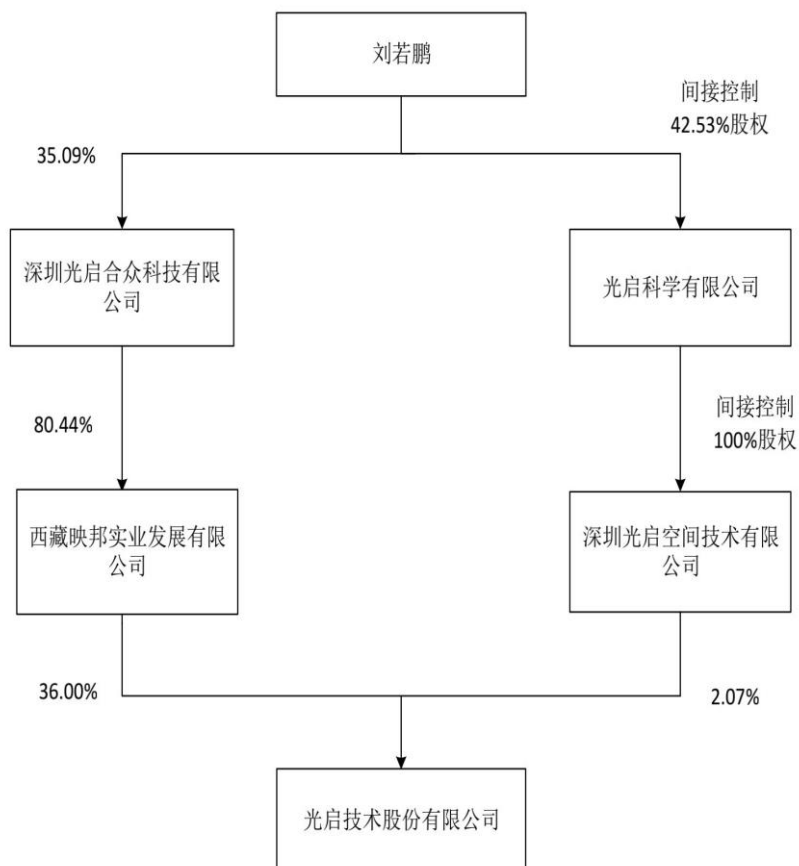 刘若鹏
间接控制
42.53%股权
35.09%
深圳光启合众科技有限
公司
光启科学有限公司
间接控制
100%股权
80.44%
西藏映邦实业发展有限
公司
深圳光启空间技术有限
公司
36.00%
2.07%
光启技术股份有限公司